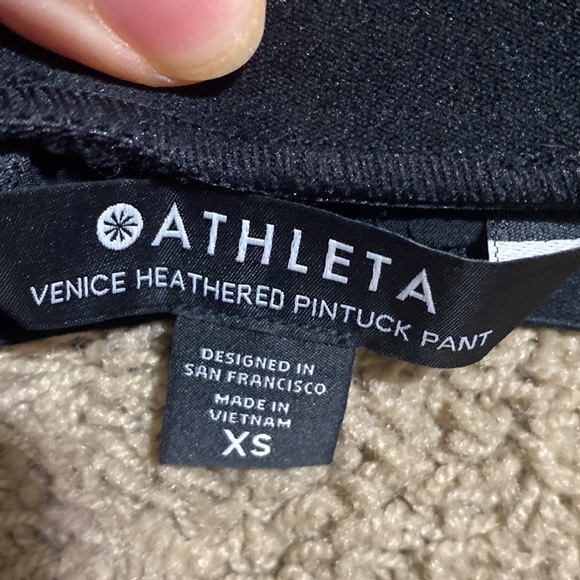 ATHLETA
VENICE HEATHERED PINTUCK PANT
DESIGNED IN
SAN FRANCISCO
MADE IN
VIETNAM
XS